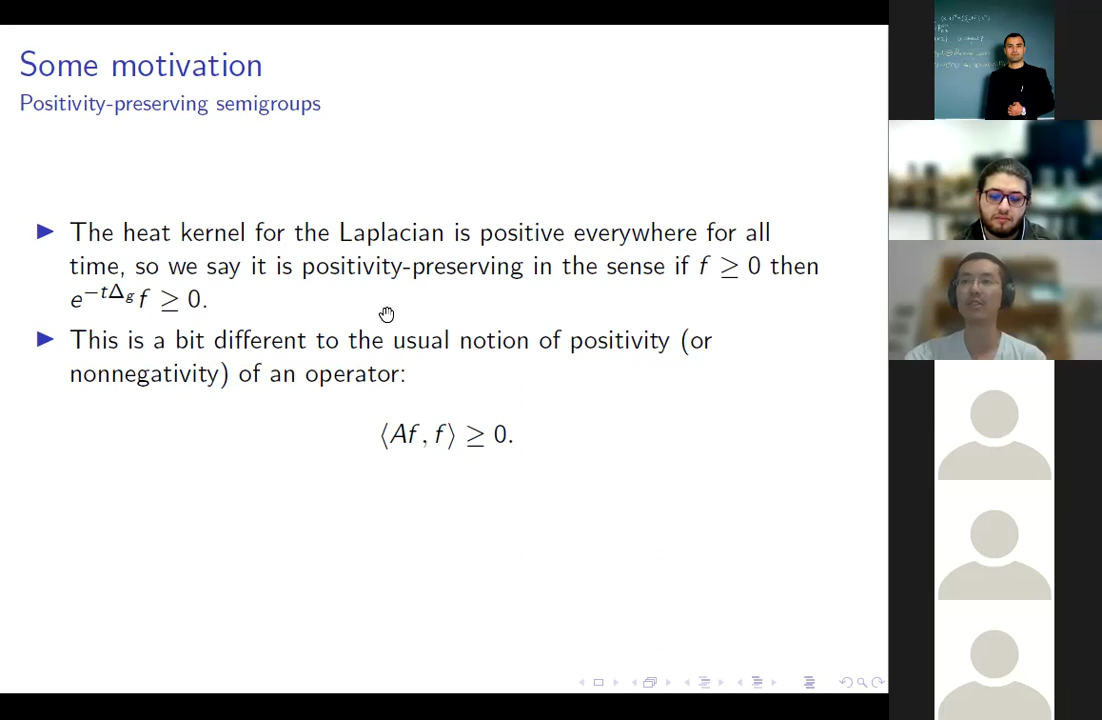 Some motivation
Positivity-preserving semigroups
▶ The heat kernel for the Laplacian is positive everywhere for all
time, so we say it is positivity-preserving in the sense if f ≥ 0 then
e^{−tΔ_g} f ≥ 0.
▶ This is a bit different to the usual notion of positivity (or
nonnegativity) of an operator:
⟨Af, f⟩ ≥ 0.